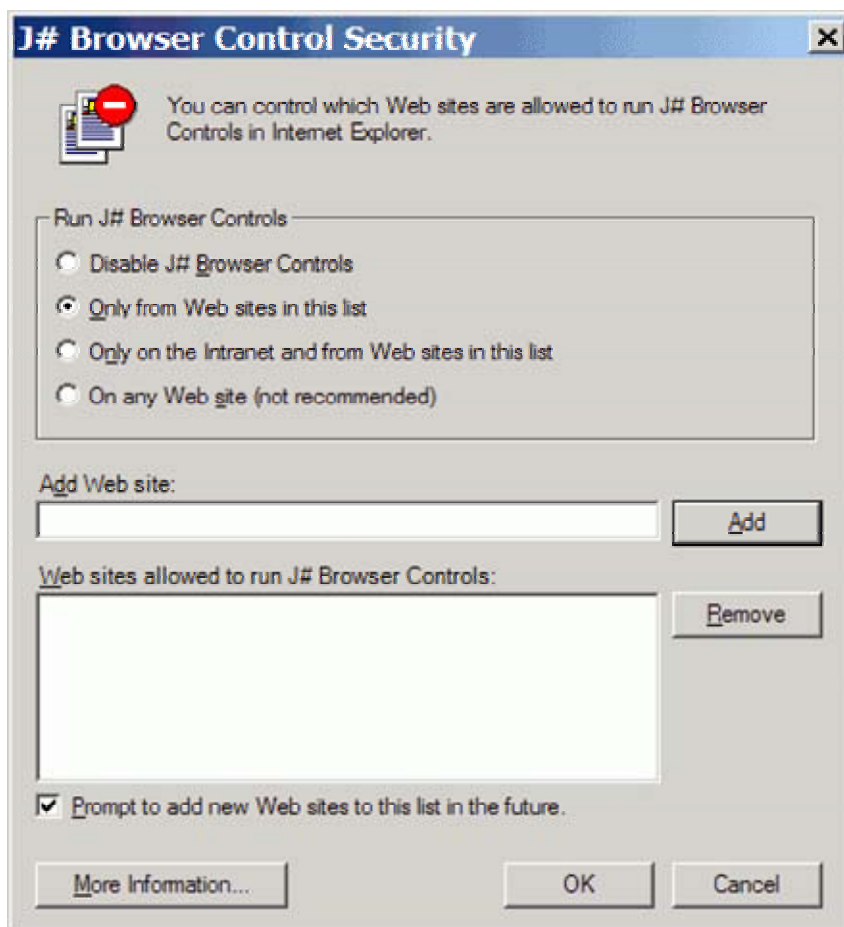 J# Browser Control Security
You can control which Web sites are allowed to run J# Browser
Controls in Internet Explorer.
Run J# Browser Controls
Disable J# Browser Controls
Only from Web sites in this list
Only on the Intranet and from Web sites in this list
On any Web site (not recommended)
Add Web site:
Add
Web sites allowed to run J# Browser Controls:
Remove
Prompt to add new Web sites to this list in the future.
More Information...
OK
Cancel